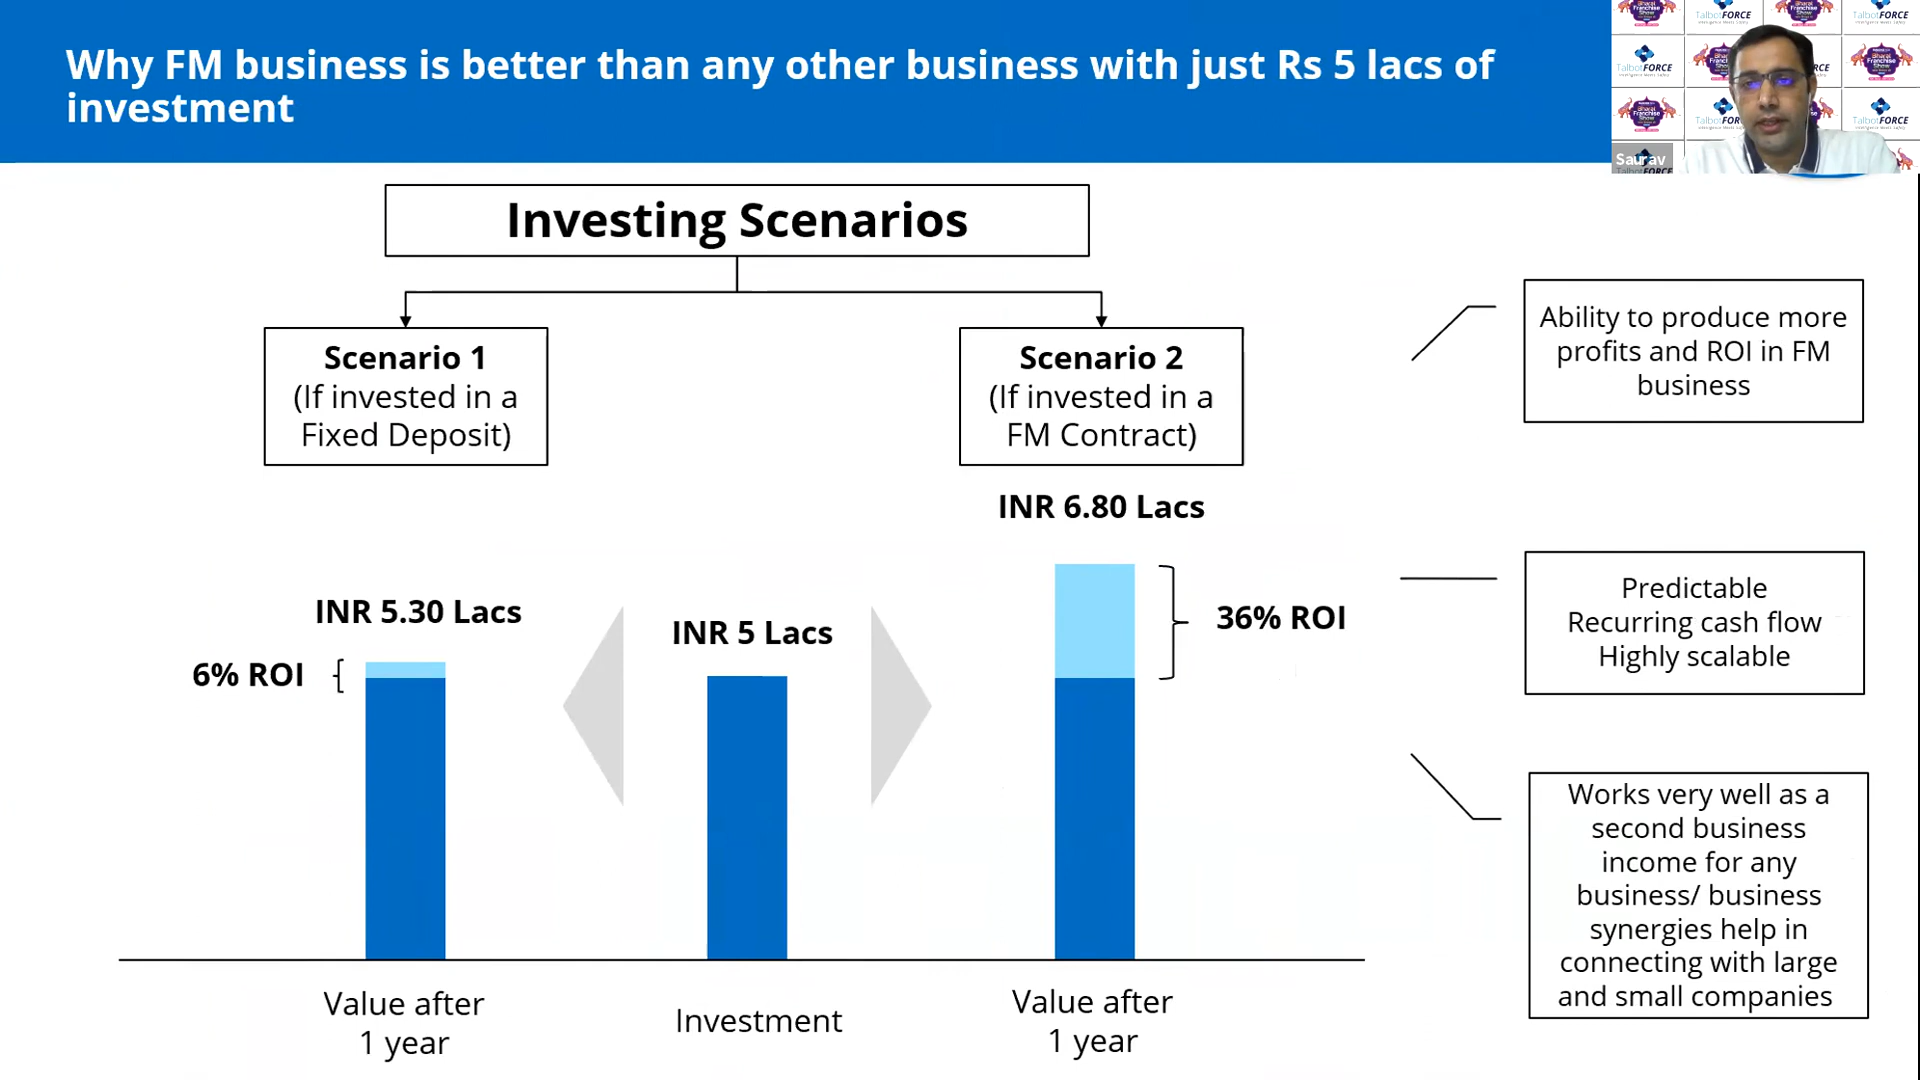 Why FM business is better than any other business with just Rs 5 lacs of
investment
Saurav
TalbotFORCE
Bharat
Franchise
Show
Investing Scenarios
Scenario 1
(If invested in a
Fixed Deposit)
Scenario 2
(If invested in a
FM Contract)
INR 6.80 Lacs
36% ROI
INR 5.30 Lacs
6% ROI
INR 5 Lacs
Value after
1 year
Investment
Value after
1 year
Ability to produce more
profits and ROI in FM
business
Predictable
Recurring cash flow
Highly scalable
Works very well as a
second business
income for any
business/ business
synergies help in
connecting with large
and small companies